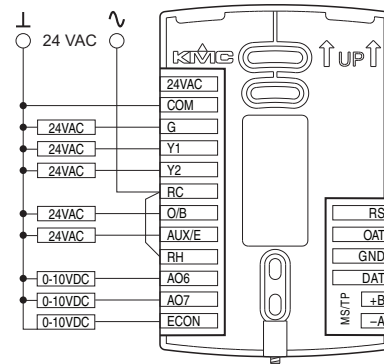 24 VAC
KMC
UP
24VAC
COM
24VAC G
24VAC Y1
24VAC Y2
RC
24VAC O/B
24VAC AUX/E
RH
0-10VDC AO6
0-10VDC AO7
0-10VDC ECON
RS
OAT
GND
DAT
MS/TP
+B
–A